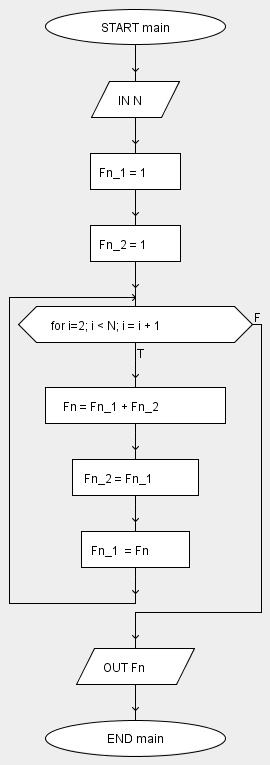 START main
IN N
Fn_1 = 1
Fn_2 = 1
for i=2; i < N; i = i + 1
F
T
Fn = Fn_1 + Fn_2
Fn_2 = Fn_1
Fn_1  = Fn
OUT Fn
END main